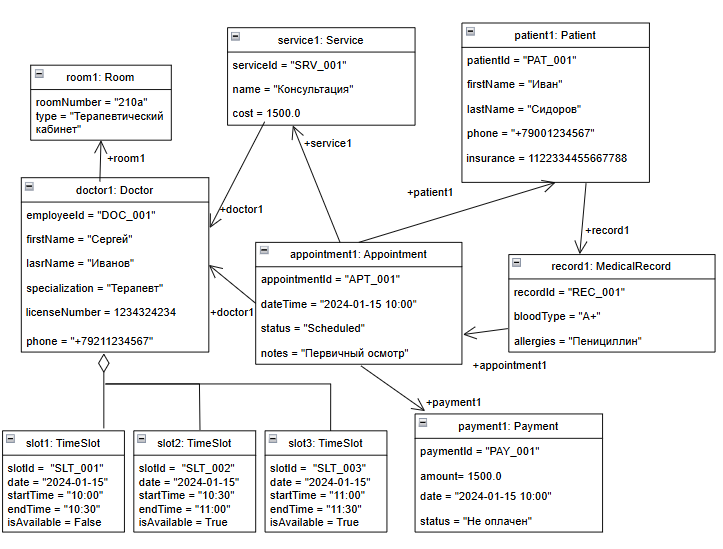 service1: Service
serviceId = "SRV_001"
name = "Консультация"
cost = 1500.0
patient1: Patient
patientId = "PAT_001"
firstName = "Иван"
lastName = "Сидоров"
phone = "+79001234567"
insurance = 1122334455667788
room1: Room
roomNumber = "210a"
type = "Терапевтический
кабинет"
+room1
+service1
+patient1
+doctor1
+record1
doctor1: Doctor
employeeId = "DOC_001"
firstName = "Сергей"
lasrName = "Иванов"
specialization = "Терапевт"
licenseNumber = 1234324234
phone = "+79211234567"
+doctor1
appointment1: Appointment
appointmentId = "APT_001"
dateTime = "2024-01-15 10:00"
status = "Scheduled"
notes = "Первичный осмотр"
record1: MedicalRecord
recordId = "REC_001"
bloodType = "A+"
allergies = "Пенициллин"
+appointment1
+payment1
slot1: TimeSlot
slotId = "SLT_001"
date = "2024-01-15"
startTime = "10:00"
endTime = "10:30"
isAvailable = False
slot2: TimeSlot
slotId = "SLT_002"
date = "2024-01-15"
startTime = "10:30"
endTime = "11:00"
isAvailable = True
slot3: TimeSlot
slotId = "SLT_003"
date = "2024-01-15"
startTime = "11:00"
endTime = "11:30"
isAvailable = True
payment1: Payment
paymentId = "PAY_001"
amount= 1500.0
date = "2024-01-15 10:00"
status = "Не оплачен"